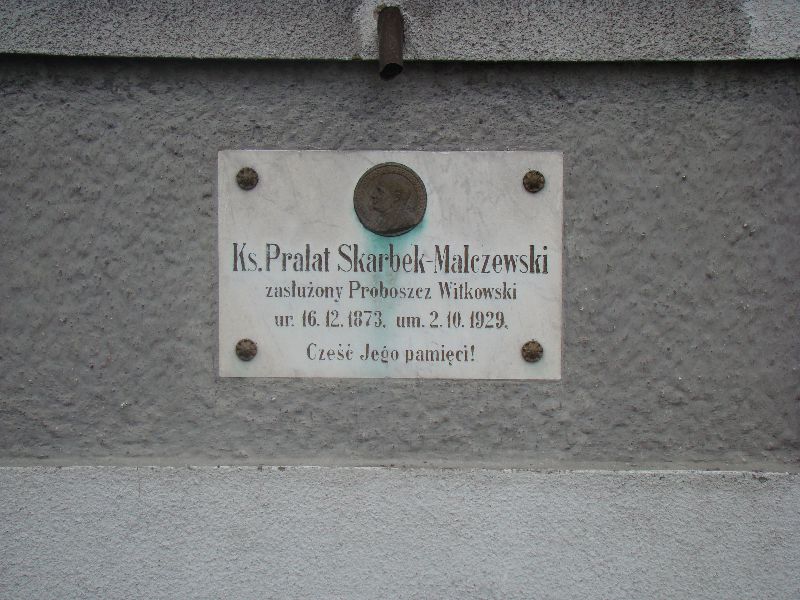 Ks. Prałat Skarbek-Malczewski
zasłużony Proboszcz Witkowski
ur. 16.12.1873. um. 2.10.1929.
Cześć Jego pamięci!